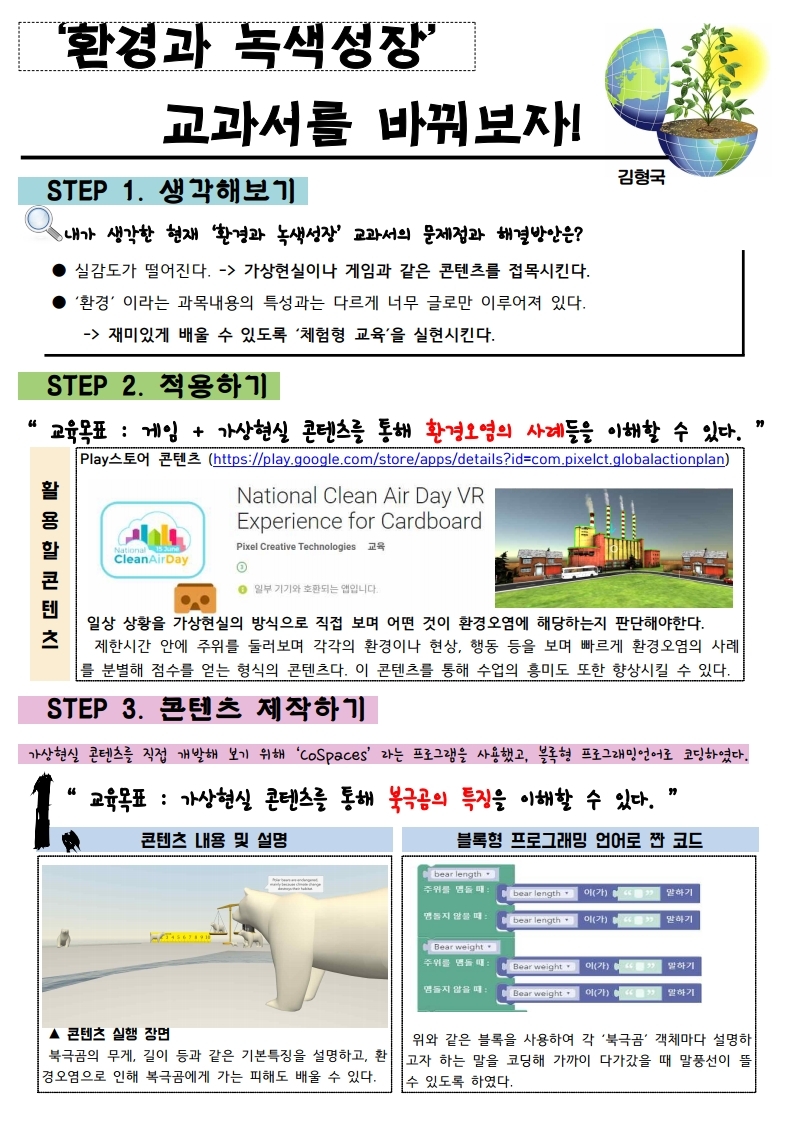 ‘환경과 녹색성장’
교과서를 바꿔보자!
김형국
STEP 1. 생각해보기
내가 생각한 현재 ‘환경과 녹색성장’ 교과서의 문제점과 해결방안은?
● 실감도가 떨어진다. -> 가상현실이나 게임과 같은 콘텐츠를 접목시킨다.
● ‘환경’ 이라는 과목내용의 특성과는 다르게 너무 글로만 이루어져 있다.
-> 재미있게 배울 수 있도록 ‘체험형 교육’을 실현시킨다.
STEP 2. 적용하기
“ 교육목표 : 게임 + 가상현실 콘텐츠를 통해 환경오염의 사례들을 이해할 수 있다. ”
활용할콘텐츠
Play스토어 콘텐츠 (https://play.google.com/store/apps/details?id=com.pixelct.globalactionplan)
National 15 June
CleanAirDay
National Clean Air Day VR
Experience for Cardboard
Pixel Creative Technologies 교육
3
일부 기기와 호환되는 앱입니다.
일상 상황을 가상현실의 방식으로 직접 보며 어떤 것이 환경오염에 해당하는지 판단해야한다.
제한시간 안에 주위를 둘러보며 각각의 환경이나 현상, 행동 등을 보며 빠르게 환경오염의 사례
를 분별해 점수를 얻는 형식의 콘텐츠다. 이 콘텐츠를 통해 수업의 흥미도 또한 향상시킬 수 있다.
STEP 3. 콘텐츠 제작하기
가상현실 콘텐츠를 직접 개발해 보기 위해 ‘CoSpaces’ 라는 프로그램을 사용했고, 블록형 프로그래밍언어로 코딩하였다.
1. “ 교육목표 : 가상현실 콘텐츠를 통해 북극곰의 특징을 이해할 수 있다. ”
콘텐츠 내용 및 설명
Polar bears are endangered,
mainly because climate change
destroys their habitat
▲ 콘텐츠 실행 장면
북극곰의 무게, 길이 등과 같은 기본특징을 설명하고, 환
경오염으로 인해 북극곰에게 가는 피해도 배울 수 있다.
블록형 프로그래밍 언어로 짠 코드
bear length
주위를 맴돌 때 : bear length 이(가) “ ” 말하기
맴돌지 않을 때 : bear length 이(가) “ ” 말하기
Bear weight
주위를 맴돌 때 : Bear weight 이(가) “ ” 말하기
맴돌지 않을 때 : Bear weight 이(가) “ ” 말하기
위와 같은 블록을 사용하여 각 ‘북극곰’ 객체마다 설명하
고자 하는 말을 코딩해 가까이 다가갔을 때 말풍선이 뜰
수 있도록 하였다.